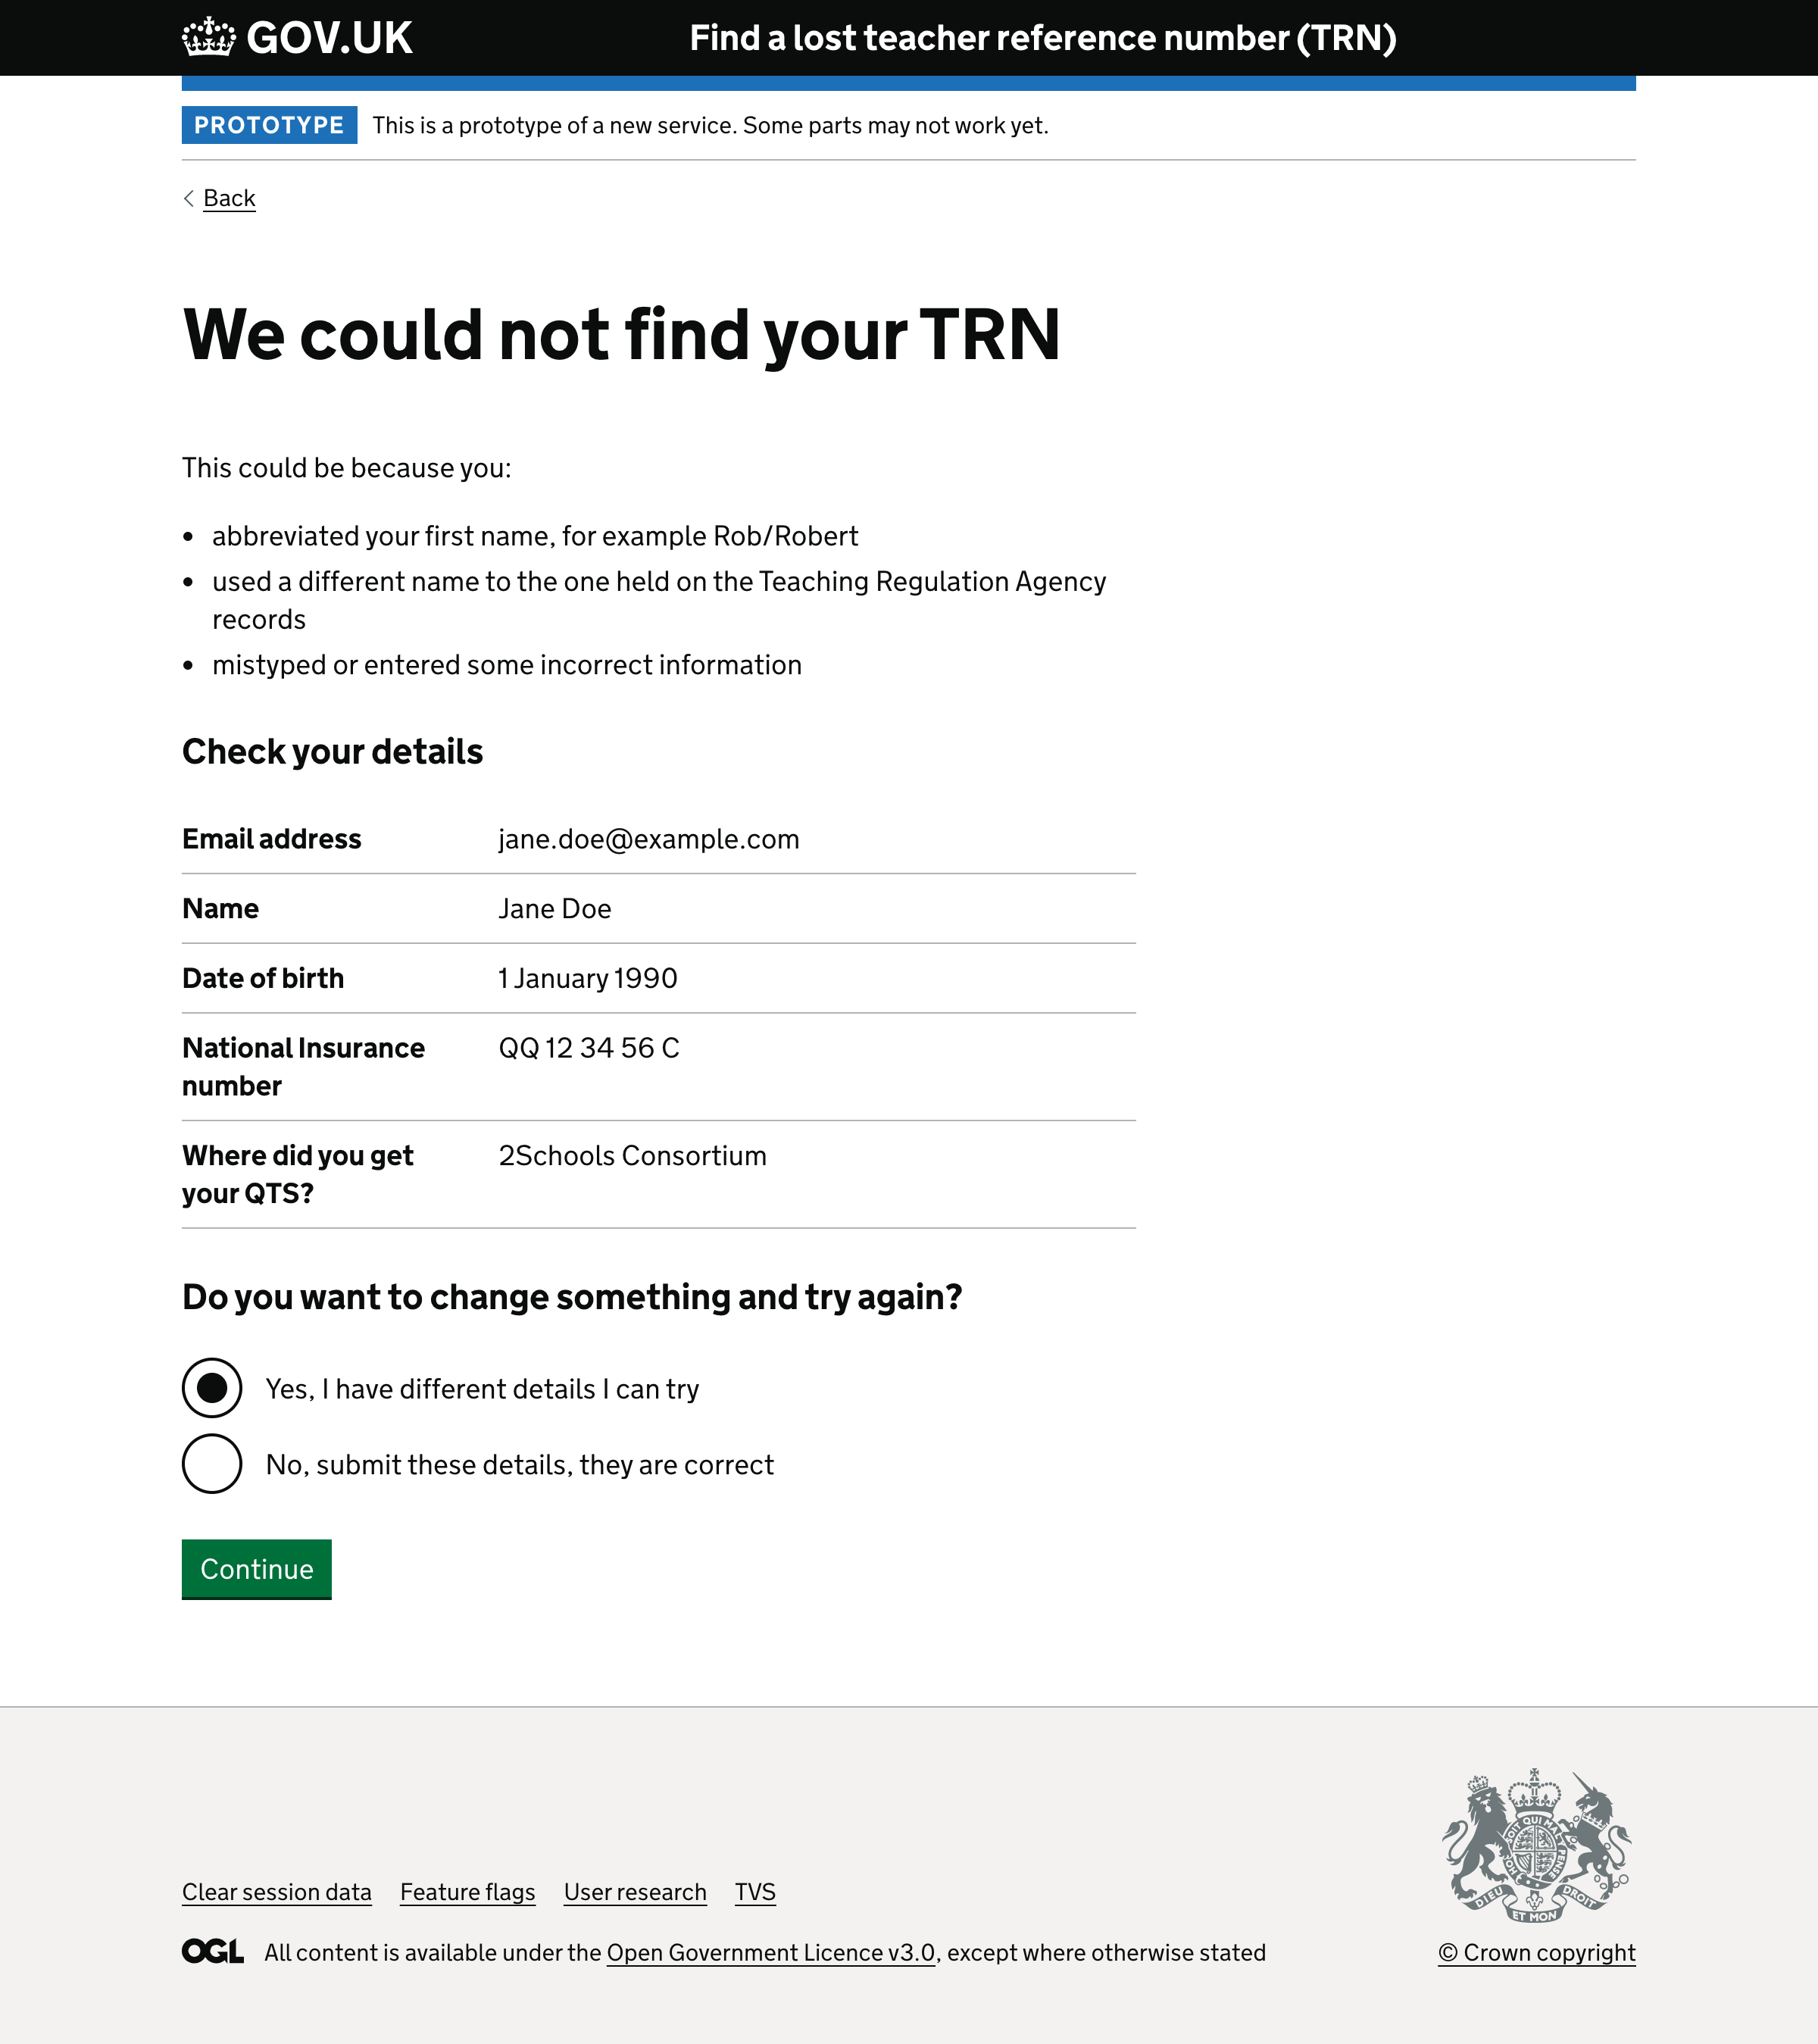 GOV.UK
Find a lost teacher reference number (TRN)
PROTOTYPE
This is a prototype of a new service. Some parts may not work yet.
Back
We could not find your TRN
This could be because you:
• abbreviated your first name, for example Rob/Robert
• used a different name to the one held on the Teaching Regulation Agency
records
• mistyped or entered some incorrect information
Check your details
Email address jane.doe@example.com
Name Jane Doe
Date of birth 1 January 1990
National Insurance QQ 12 34 56 C
number
Where did you get 2Schools Consortium
your QTS?
Do you want to change something and try again?
Yes, I have different details I can try
No, submit these details, they are correct
Continue
DIEU ET MON DROIT
Clear session data Feature flags User research TVS
OGL All content is available under the Open Government Licence v3.0, except where otherwise stated
© Crown copyright